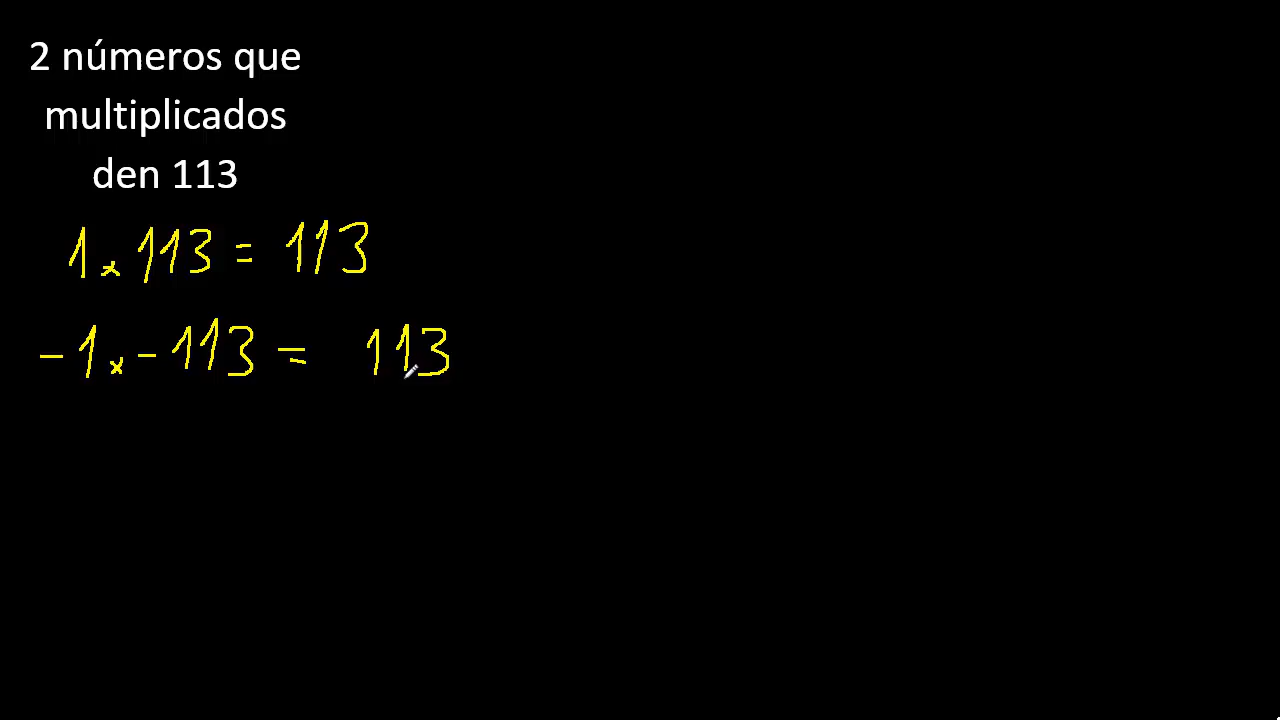 2 números que
multiplicados
den 113
1 x 113 = 113
-1 x -113 = 113